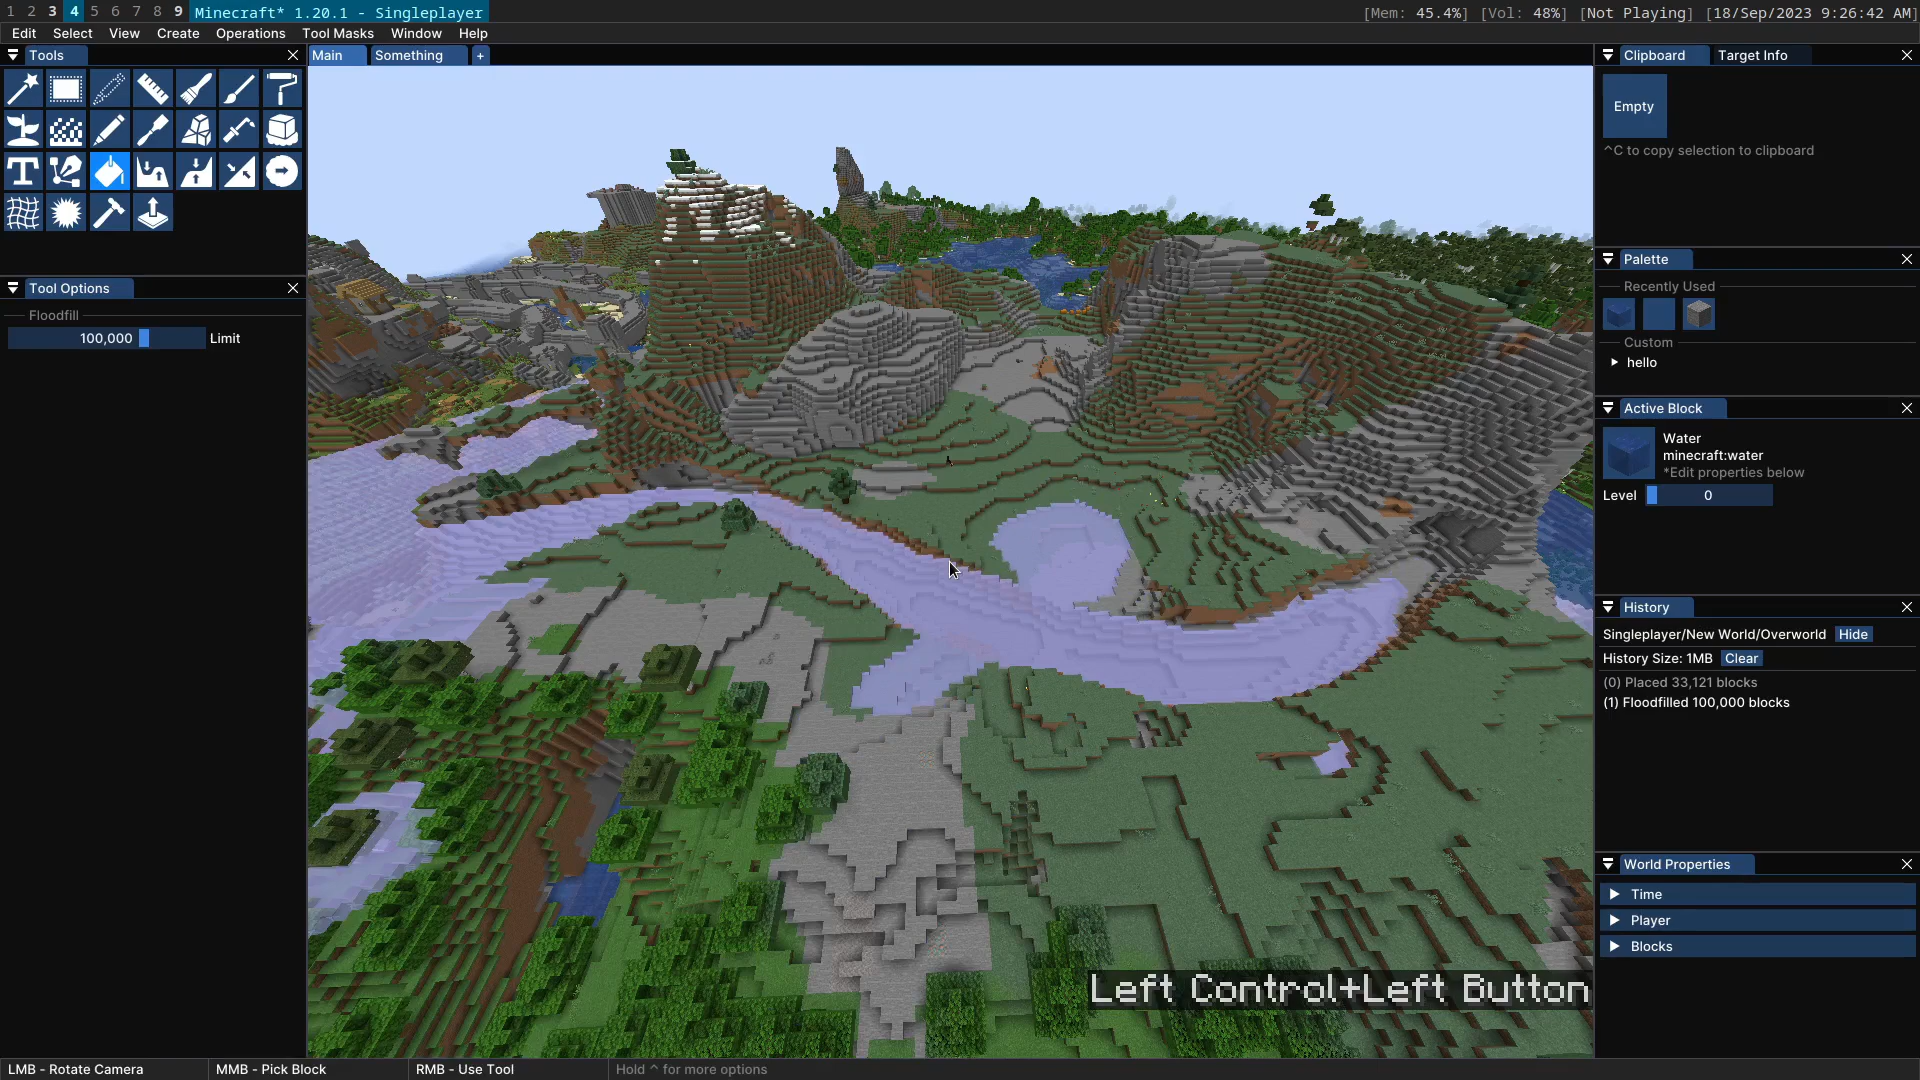 1 2 3 4 5 6 7 8 9 Minecraft* 1.20.1 - Singleplayer [Mem: 45.4%] [Vol: 48%] [Not Playing] [18/Sep/2023 9:26:42 AM]
Edit Select View Create Operations Tool Masks Window Help
Tools
Main Something +
Clipboard Target Info
Empty
^C to copy selection to clipboard
Palette
Recently Used
Custom
hello
Tool Options
Floodfill
100,000 Limit
Active Block
Water
minecraft:water
*Edit properties below
Level 0
History
Singleplayer/New World/Overworld Hide
History Size: 1MB Clear
(0) Placed 33,121 blocks
(1) Floodfilled 100,000 blocks
World Properties
Time
Player
Blocks
Left Control+Left Button
LMB - Rotate Camera MMB - Pick Block RMB - Use Tool Hold ^ for more options